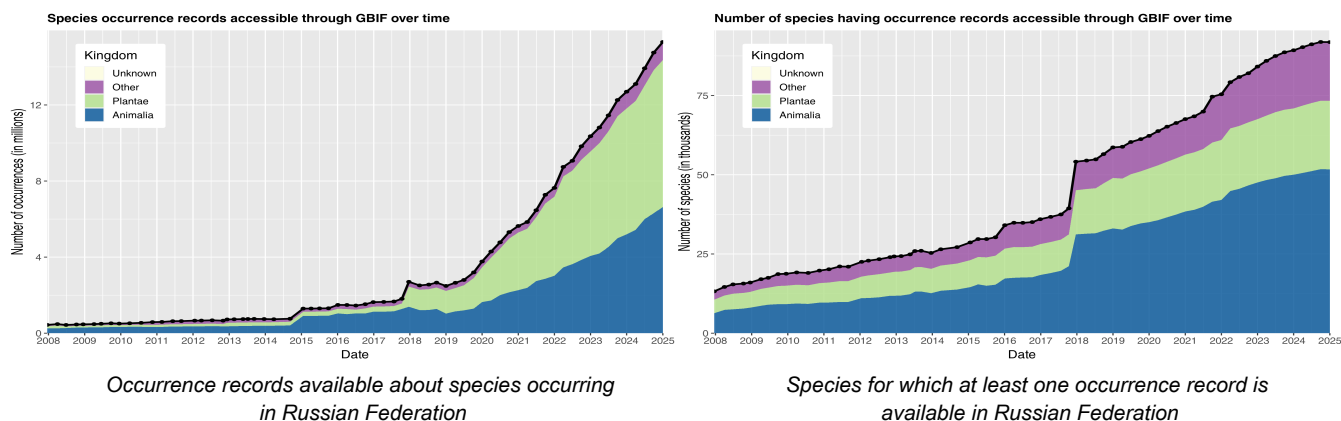 Species occurrence records accessible through GBIF over time
Number of occurrences (in millions)
12
8
4
0
Kingdom
Unknown
Other
Plantae
Animalia
2008 2009 2010 2011 2012 2013 2014 2015 2016 2017 2018 2019 2020 2021 2022 2023 2024 2025
Date
Occurrence records available about species occurring
in Russian Federation
Number of species having occurrence records accessible through GBIF over time
Number of species (in thousands)
75
50
25
0
Kingdom
Unknown
Other
Plantae
Animalia
2008 2009 2010 2011 2012 2013 2014 2015 2016 2017 2018 2019 2020 2021 2022 2023 2024 2025
Date
Species for which at least one occurrence record is
available in Russian Federation